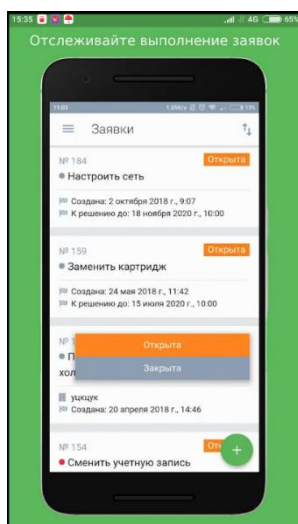 15:35 4G 65%
Отслеживайте выполнение заявок
11:03
Заявки
№ 184 Открыта
Настроить сеть
Создана: 2 октября 2018 г., 9:07
К решению до: 18 ноября 2020 г., 10:00
№ 159 Открыта
Заменить картридж
Создана: 24 мая 2018 г., 11:42
К решению до: 15 июля 2020 г., 10:00
Открыта
Закрыта
уцкцук
Создана: 20 апреля 2018 г., 14:46
№ 154
Сменить учетную запись